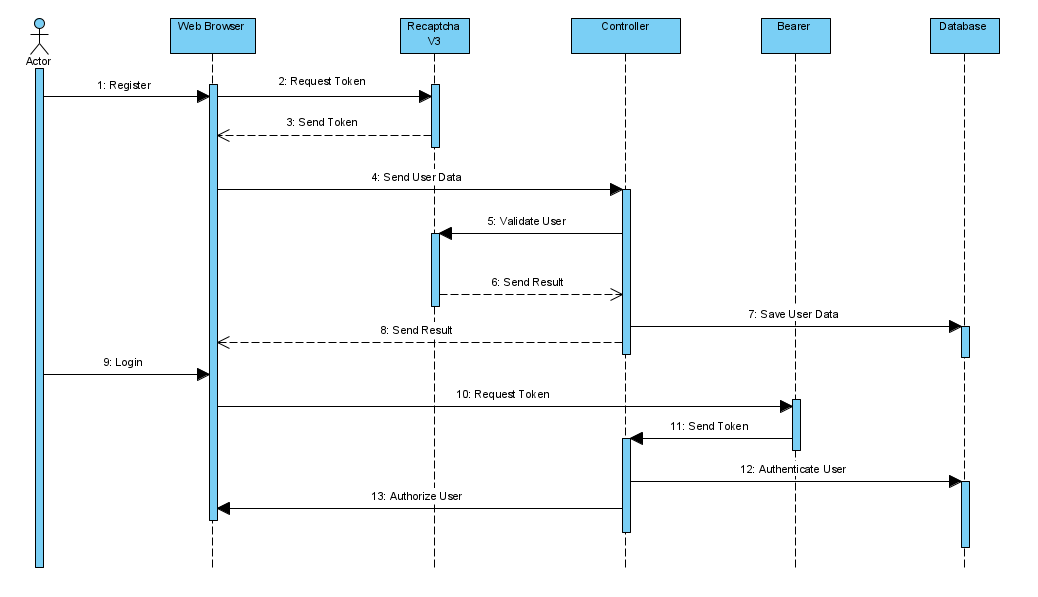 Web Browser
Recaptcha
V3
Controller
Bearer
Database
Actor
1: Register
2: Request Token
3: Send Token
4: Send User Data
5: Validate User
6: Send Result
7: Save User Data
8: Send Result
9: Login
10: Request Token
11: Send Token
12: Authenticate User
13: Authorize User